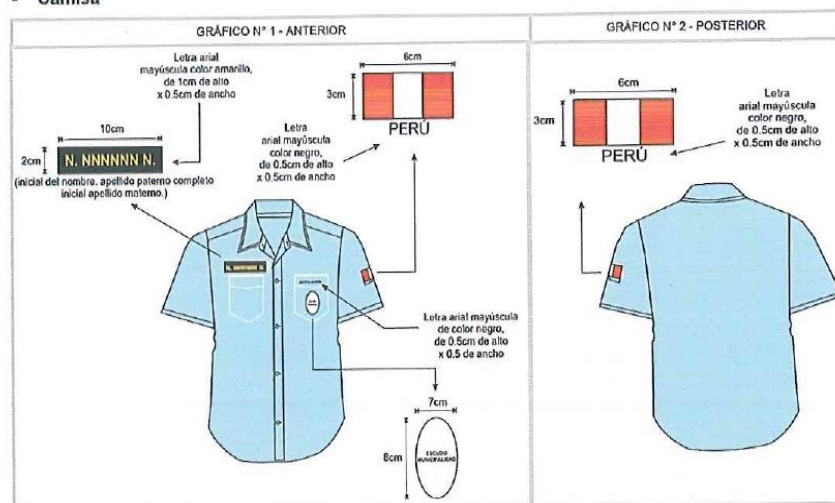 Camisa
GRÁFICO N° 1 - ANTERIOR
Letra arial
mayúscula color amarillo,
de 1cm de alto
x 0.5cm de ancho
10cm
2cm
N. NNNNNN N.
(inicial del nombre. apellido paterno completo
inicial apellido materno.)
6cm
3cm
PERÚ
Letra
arial mayúscula
color negro,
de 0.5cm de alto
x 0.5cm de ancho
N. NNNNNN N.
Letra arial mayúscula
de color negro,
de 0.5cm de alto
x 0.5 de ancho
7cm
8cm
ESCUDO
MUNICIPALIDAD
GRÁFICO N° 2 - POSTERIOR
6cm
3cm
PERÚ
Letra
arial mayúscula
color negro,
de 0.5cm de alto
x 0.5cm de ancho